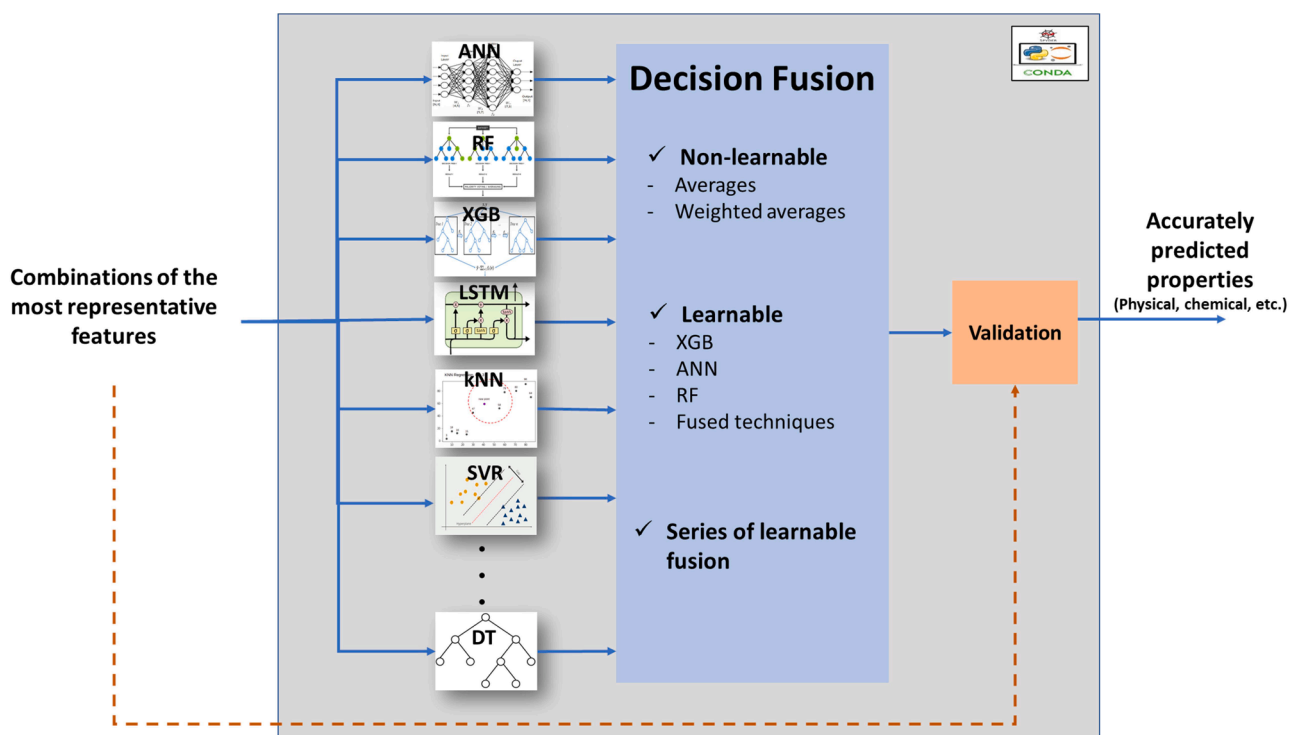 Combinations of the
most representative
features
ANN
RF
XGB
LSTM
kNN
SVR
DT
Decision Fusion
✓ Non-learnable
- Averages
- Weighted averages
✓ Learnable
- XGB
- ANN
- RF
- Fused techniques
✓ Series of learnable
fusion
CONDA
Validation
Accurately
predicted
properties
(Physical, chemical, etc.)